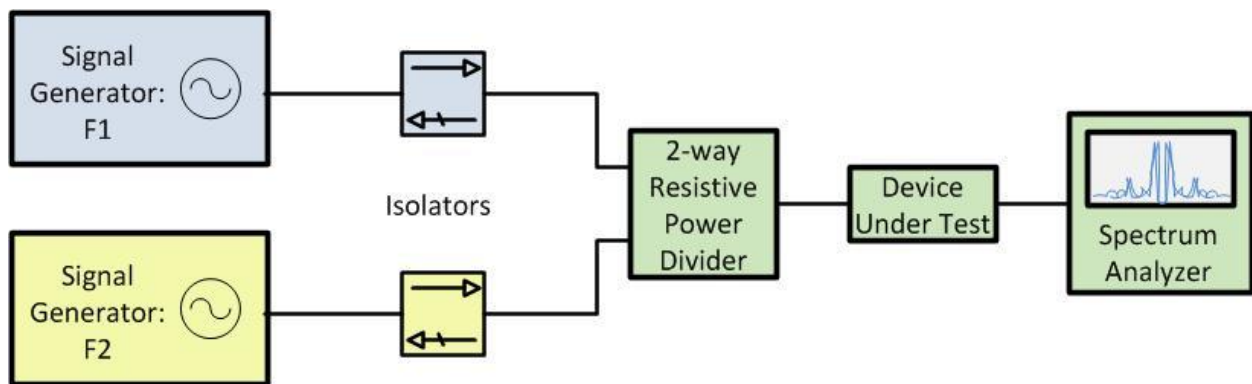 Signal
Generator:
F1
Isolators
Signal
Generator:
F2
2-way
Resistive
Power
Divider
Device
Under Test
Spectrum
Analyzer